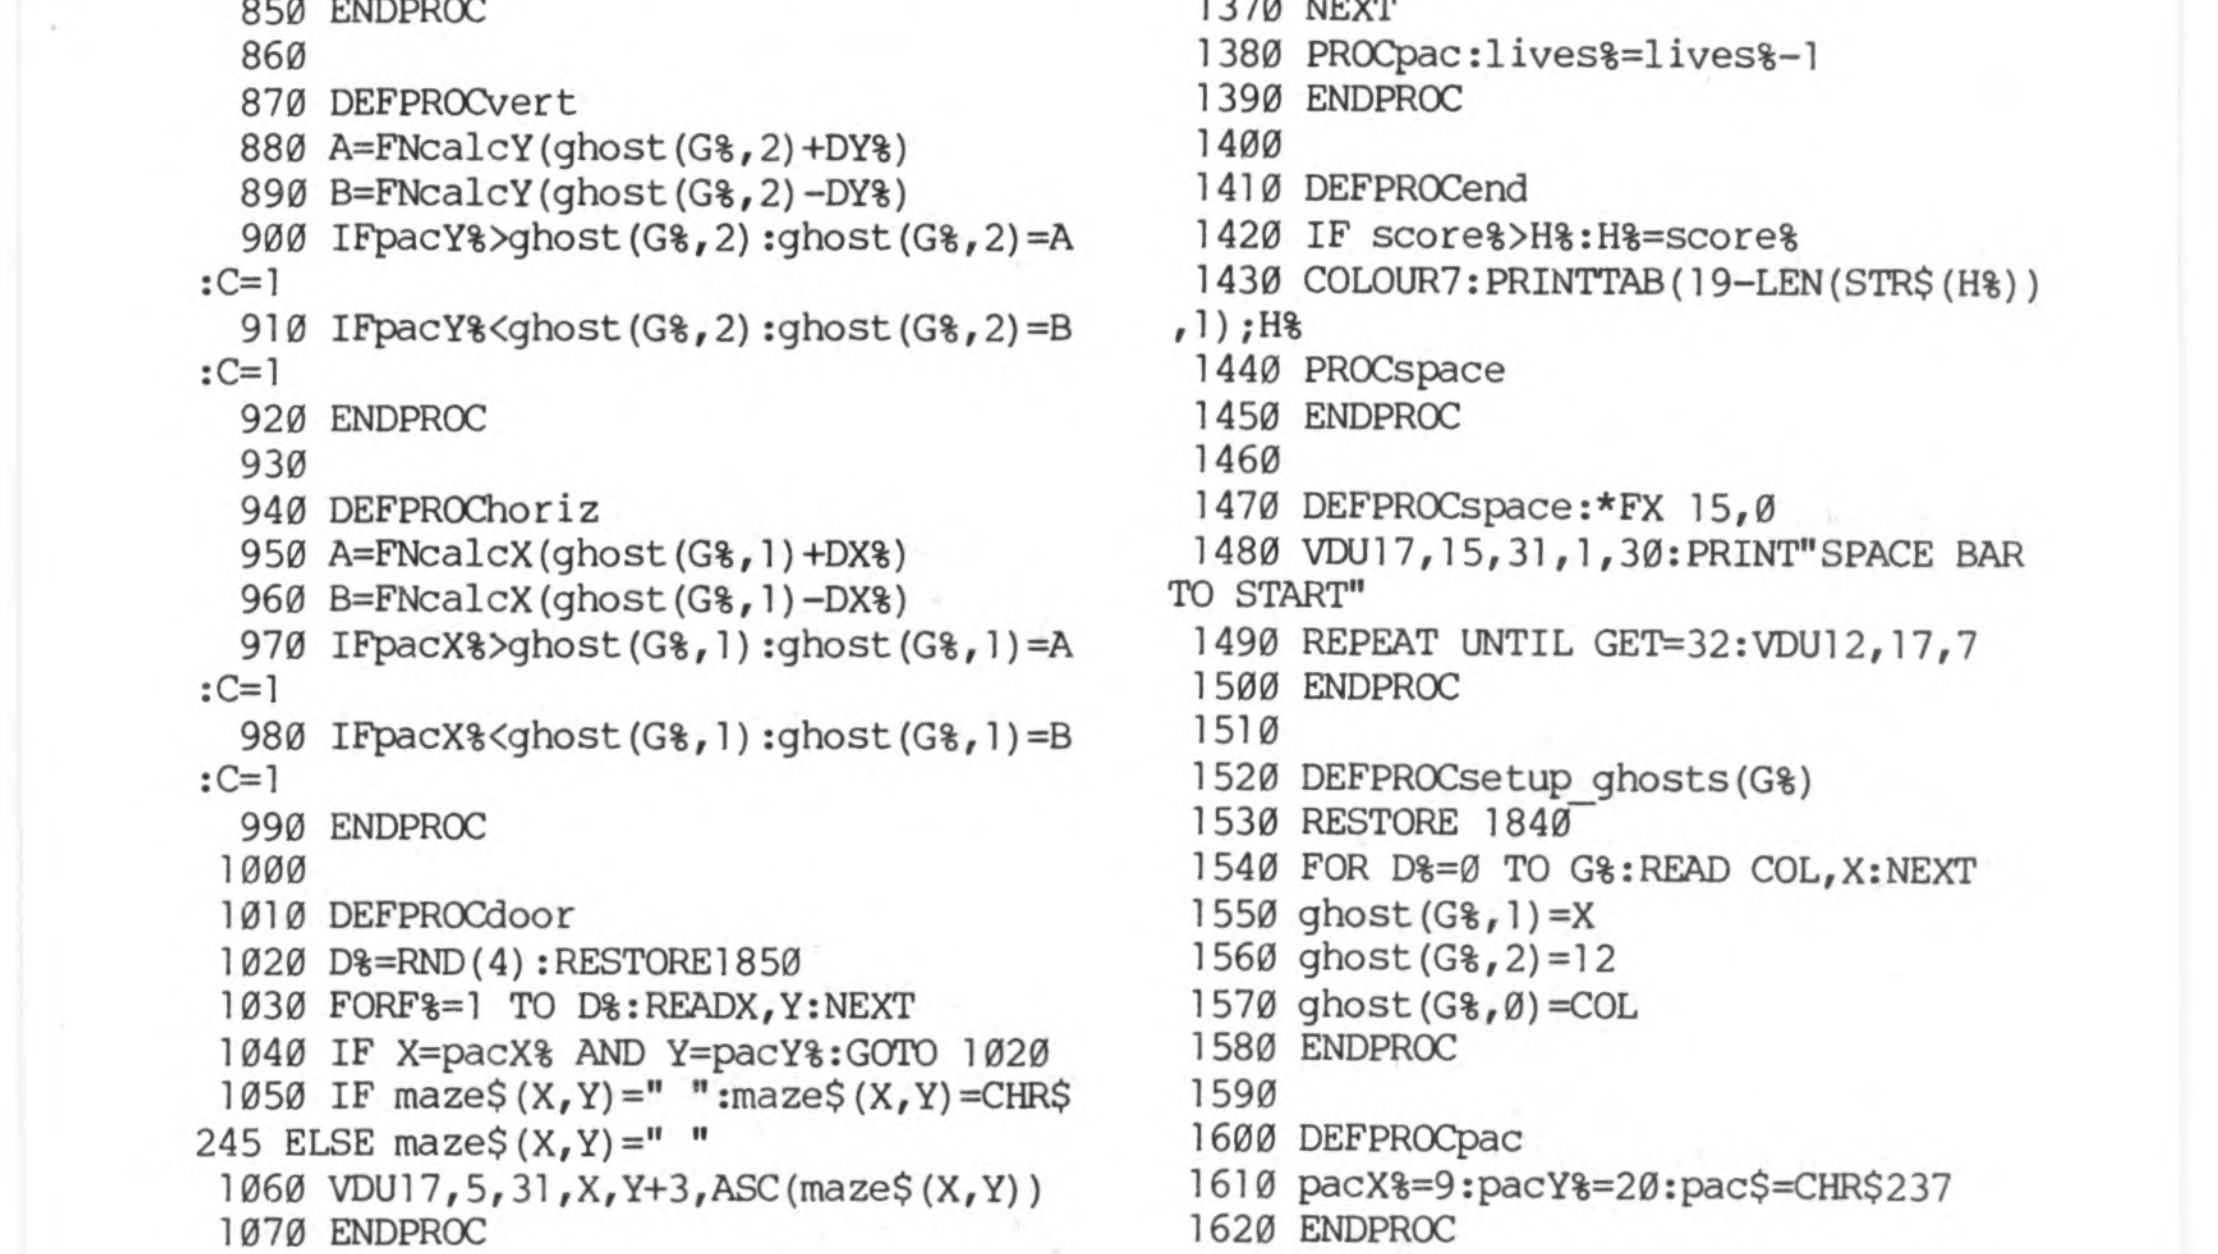 850 ENDPROC
860
870 DEFPROCvert
880 A=FNcalcY(ghost(G%,2)+DY%)
890 B=FNcalcY(ghost(G%,2)-DY%)
900 IFpacY%>ghost(G%,2):ghost(G%,2)=A
:C=1
910 IFpacY%<ghost(G%,2):ghost(G%,2)=B
:C=1
920 ENDPROC
930
940 DEFPROChoriz
950 A=FNcalcX(ghost(G%,1)+DX%)
960 B=FNcalcX(ghost(G%,1)-DX%)
970 IFpacX%>ghost(G%,1):ghost(G%,1)=A
:C=1
980 IFpacX%<ghost(G%,1):ghost(G%,1)=B
:C=1
990 ENDPROC
1000
1010 DEFPROCdoor
1020 D%=RND(4):RESTORE1850
1030 FORF%=1 TO D%:READX,Y:NEXT
1040 IF X=pacX% AND Y=pacY%:GOTO 1020
1050 IF maze$(X,Y)=" ":maze$(X,Y)=CHR$
245 ELSE maze$(X,Y)=" "
1060 VDU17,5,31,X,Y+3,ASC(maze$(X,Y))
1070 ENDPROC
1370 NEXT
1380 PROCpac:lives%=lives%-1
1390 ENDPROC
1400
1410 DEFPROCend
1420 IF score%>H%:H%=score%
1430 COLOUR7:PRINTTAB(19-LEN(STR$(H%))
,1);H%
1440 PROCspace
1450 ENDPROC
1460
1470 DEFPROCspace:*FX 15,0
1480 VDU17,15,31,1,30:PRINT"SPACE BAR
TO START"
1490 REPEAT UNTIL GET=32:VDU12,17,7
1500 ENDPROC
1510
1520 DEFPROCsetup_ghosts(G%)
1530 RESTORE 1840
1540 FOR D%=0 TO G%:READ COL,X:NEXT
1550 ghost(G%,1)=X
1560 ghost(G%,2)=12
1570 ghost(G%,0)=COL
1580 ENDPROC
1590
1600 DEFPROCpac
1610 pacX%=9:pacY%=20:pac$=CHR$237
1620 ENDPROC